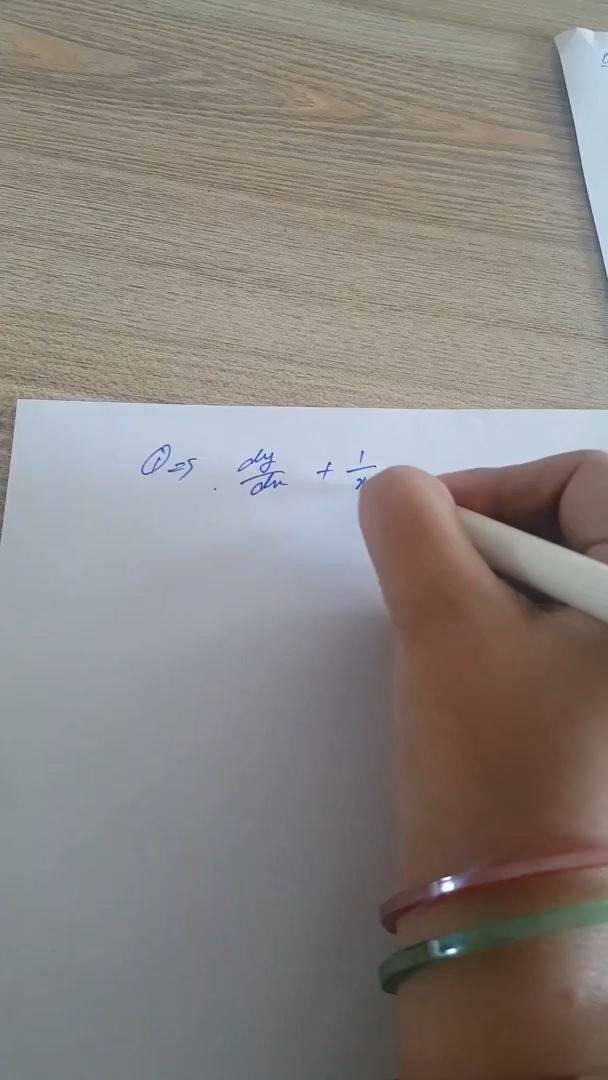 ① ⇒ dy/dx + 1/x